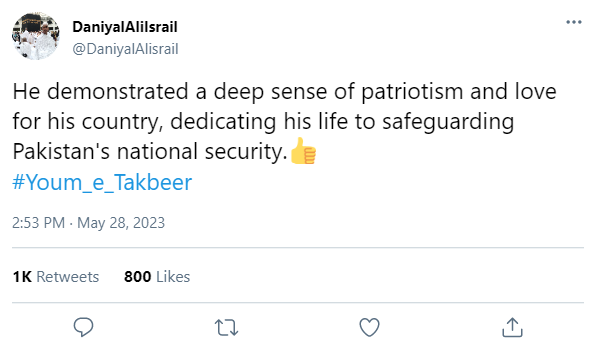 DaniyalAliIsrail
@DaniyalAlisrail
He demonstrated a deep sense of patriotism and love
for his country, dedicating his life to safeguarding
Pakistan's national security.👍
#Youm_e_Takbeer
2:53 PM · May 28, 2023
1K Retweets 800 Likes